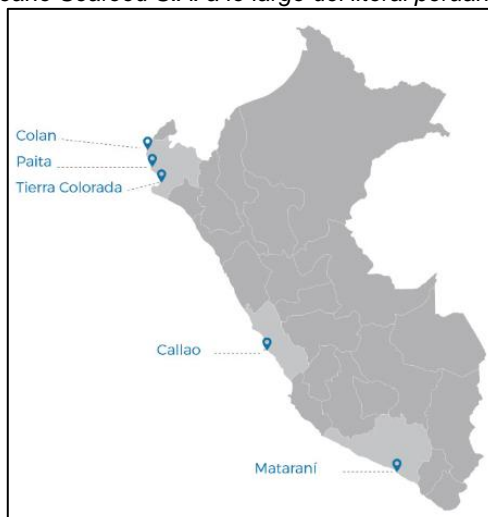 Seafood S.A. a lo largo del litoral
Colan
Paita
Tierra Colorada
Callao
Mataraní